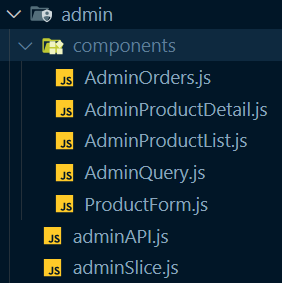 admin
components
AdminOrders.js
AdminProductDetail.js
AdminProductList.js
AdminQuery.js
ProductForm.js
adminAPI.js
adminSlice.js